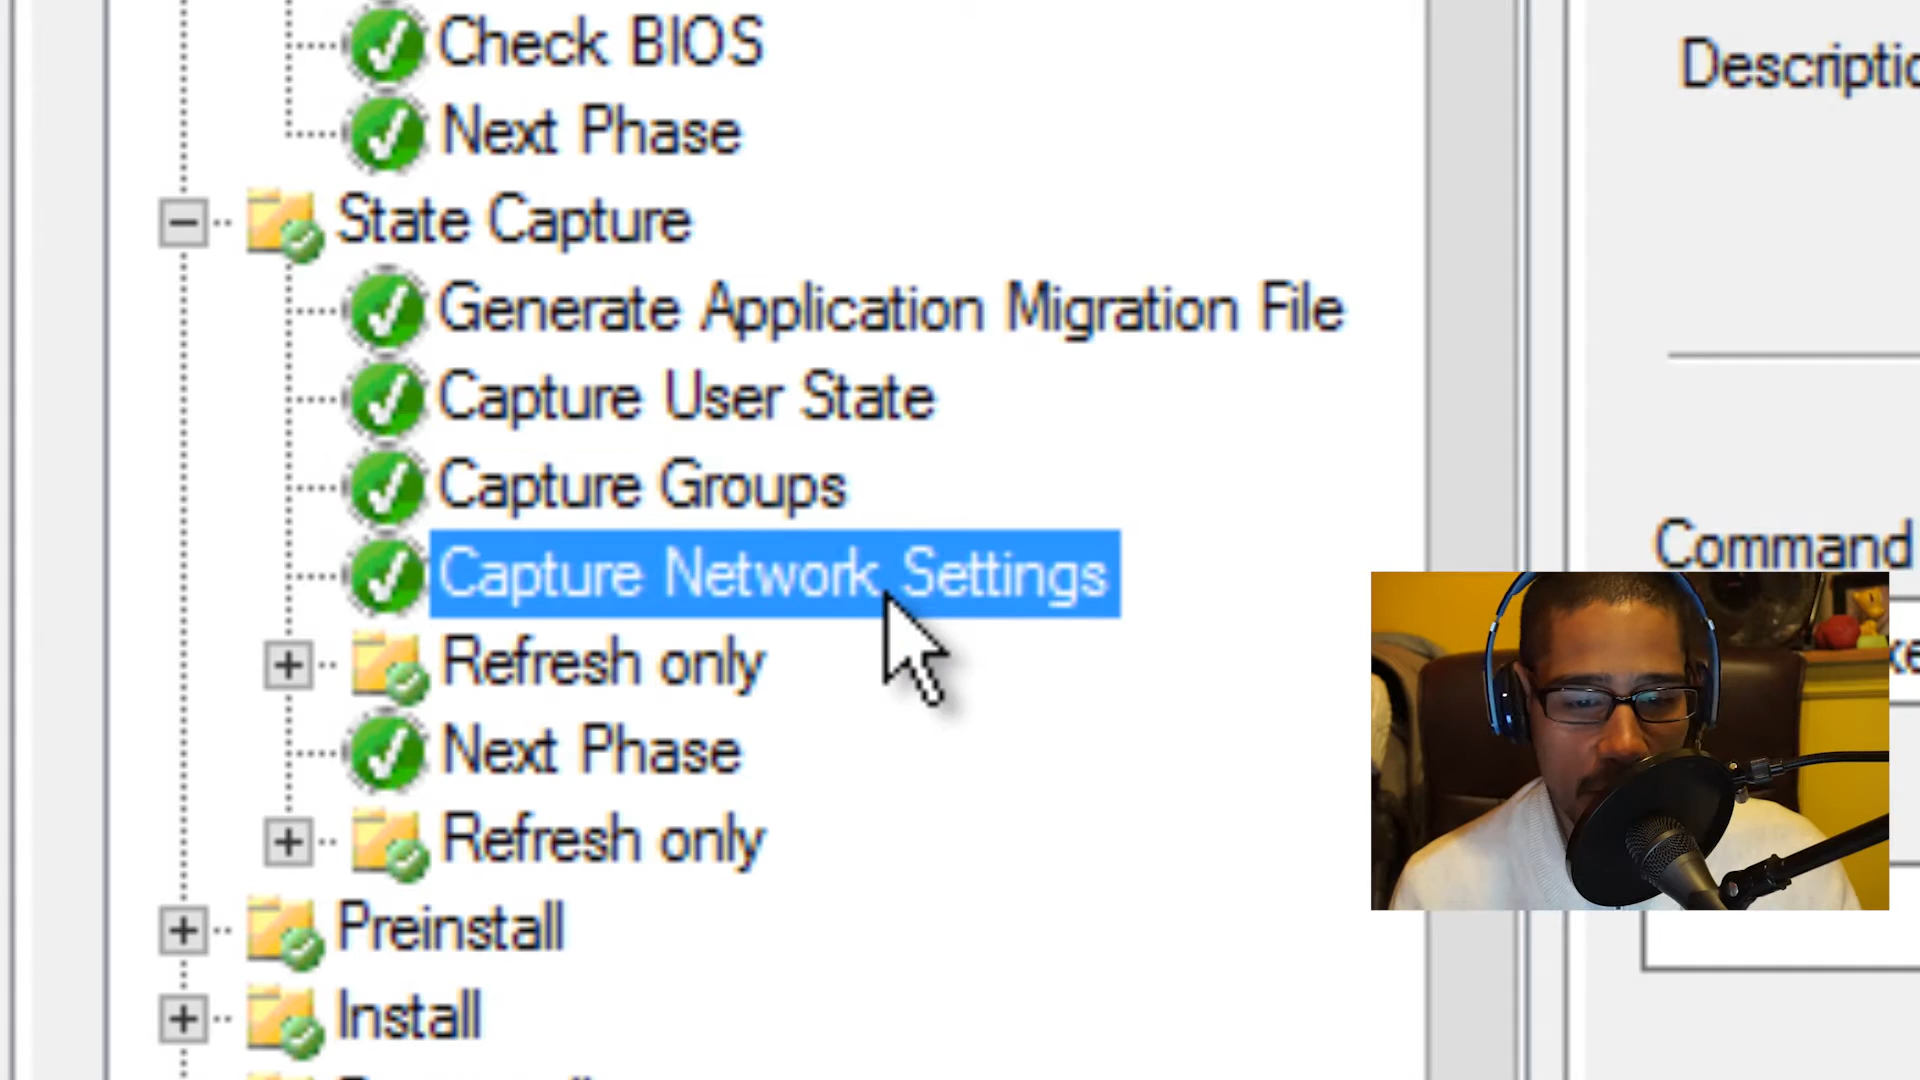 Check BIOS
Next Phase
State Capture
Generate Application Migration File
Capture User State
Capture Groups
Capture Network Settings
Refresh only
Next Phase
Refresh only
Preinstall
Install
Descriptio
Command